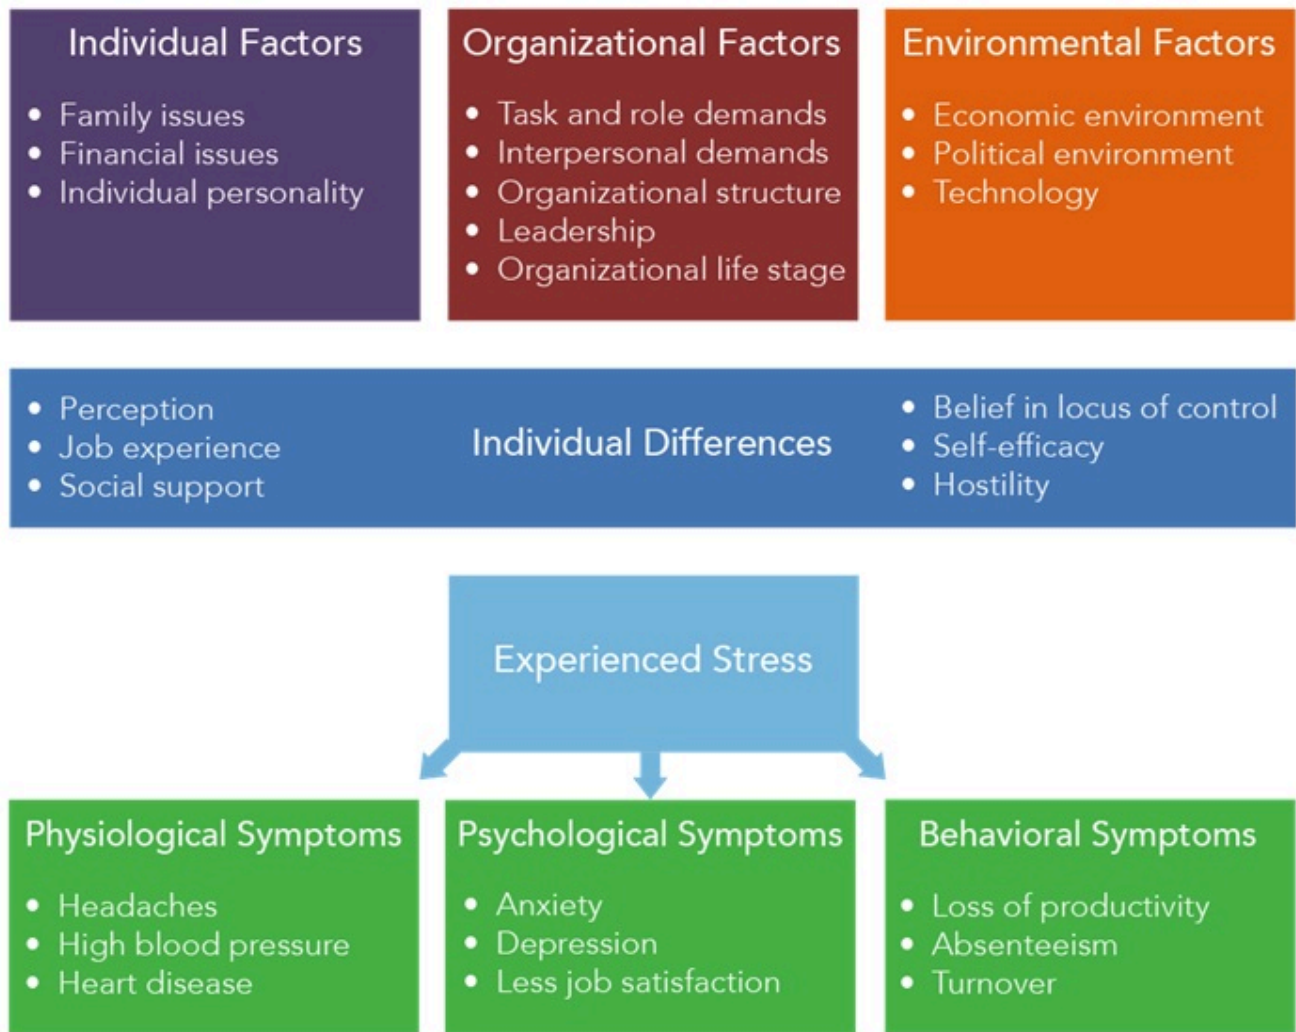 Individual Factors
• Family issues
• Financial issues
• Individual personality
Organizational Factors
• Task and role demands
• Interpersonal demands
• Organizational structure
• Leadership
• Organizational life stage
Environmental Factors
• Economic environment
• Political environment
• Technology
• Perception
• Job experience
• Social support
Individual Differences
• Belief in locus of control
• Self-efficacy
• Hostility
Experienced Stress
Physiological Symptoms
• Headaches
• High blood pressure
• Heart disease
Psychological Symptoms
• Anxiety
• Depression
• Less job satisfaction
Behavioral Symptoms
• Loss of productivity
• Absenteeism
• Turnover